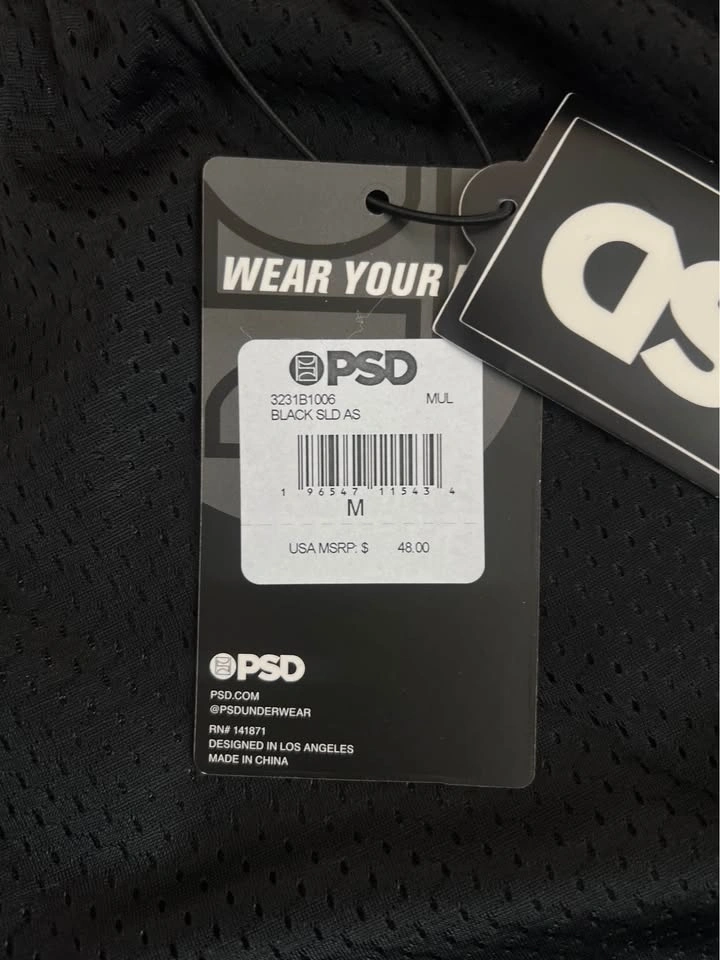 WEAR YOUR
PSD
3231B1006 MUL
BLACK SLD AS
1 96547 11543 4
M
USA MSRP: $ 48.00
PSD
PSD.COM
@PSDUNDERWEAR
RN# 141871
DESIGNED IN LOS ANGELES
MADE IN CHINA
PSD